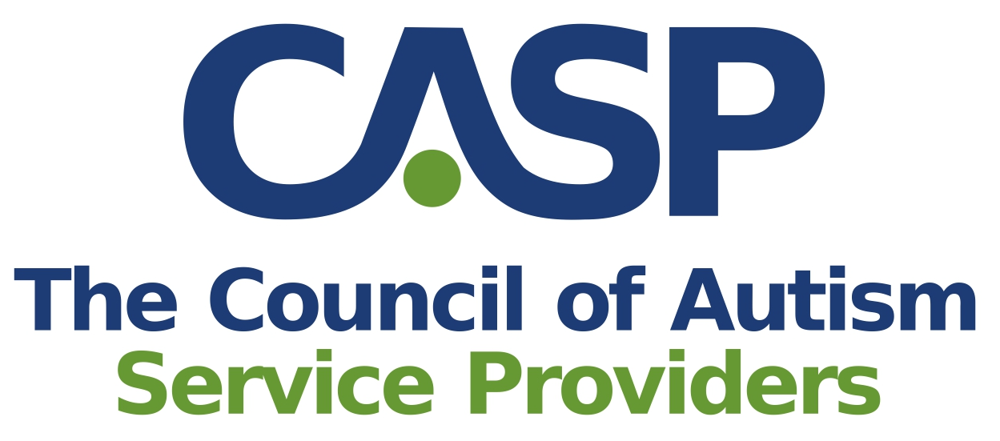 CASP
The Council of Autism
Service Providers